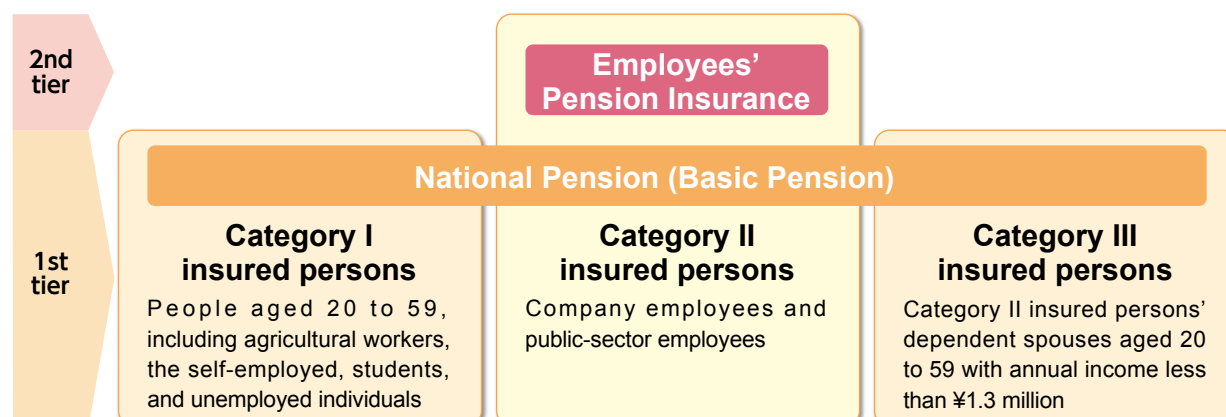 2nd
tier
Employees’
Pension Insurance
National Pension (Basic Pension)
1st
tier
Category I
insured persons
People aged 20 to 59,
including agricultural workers,
the self-employed, students,
and unemployed individuals
Category II
insured persons
Company employees and
public-sector employees
Category III
insured persons
Category II insured persons’
dependent spouses aged 20
to 59 with annual income less
than ¥1.3 million